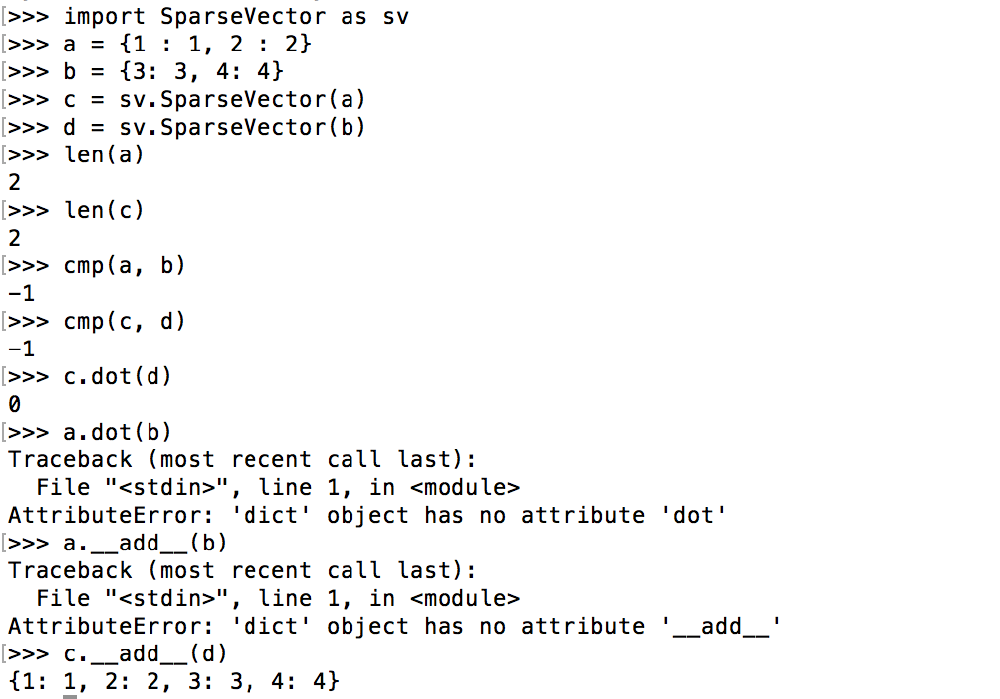 [>>> import SparseVector as sv
[>>> a = {1 : 1, 2 : 2}
[>>> b = {3: 3, 4: 4}
[>>> c = sv.SparseVector(a)
[>>> d = sv.SparseVector(b)
[>>> len(a)
2
[>>> len(c)
2
[>>> cmp(a, b)
-1
[>>> cmp(c, d)
-1
[>>> c.dot(d)
0
[>>> a.dot(b)
Traceback (most recent call last):
  File "<stdin>", line 1, in <module>
AttributeError: 'dict' object has no attribute 'dot'
[>>> a.__add__(b)
Traceback (most recent call last):
  File "<stdin>", line 1, in <module>
AttributeError: 'dict' object has no attribute '__add__'
[>>> c.__add__(d)
{1: 1, 2: 2, 3: 3, 4: 4}